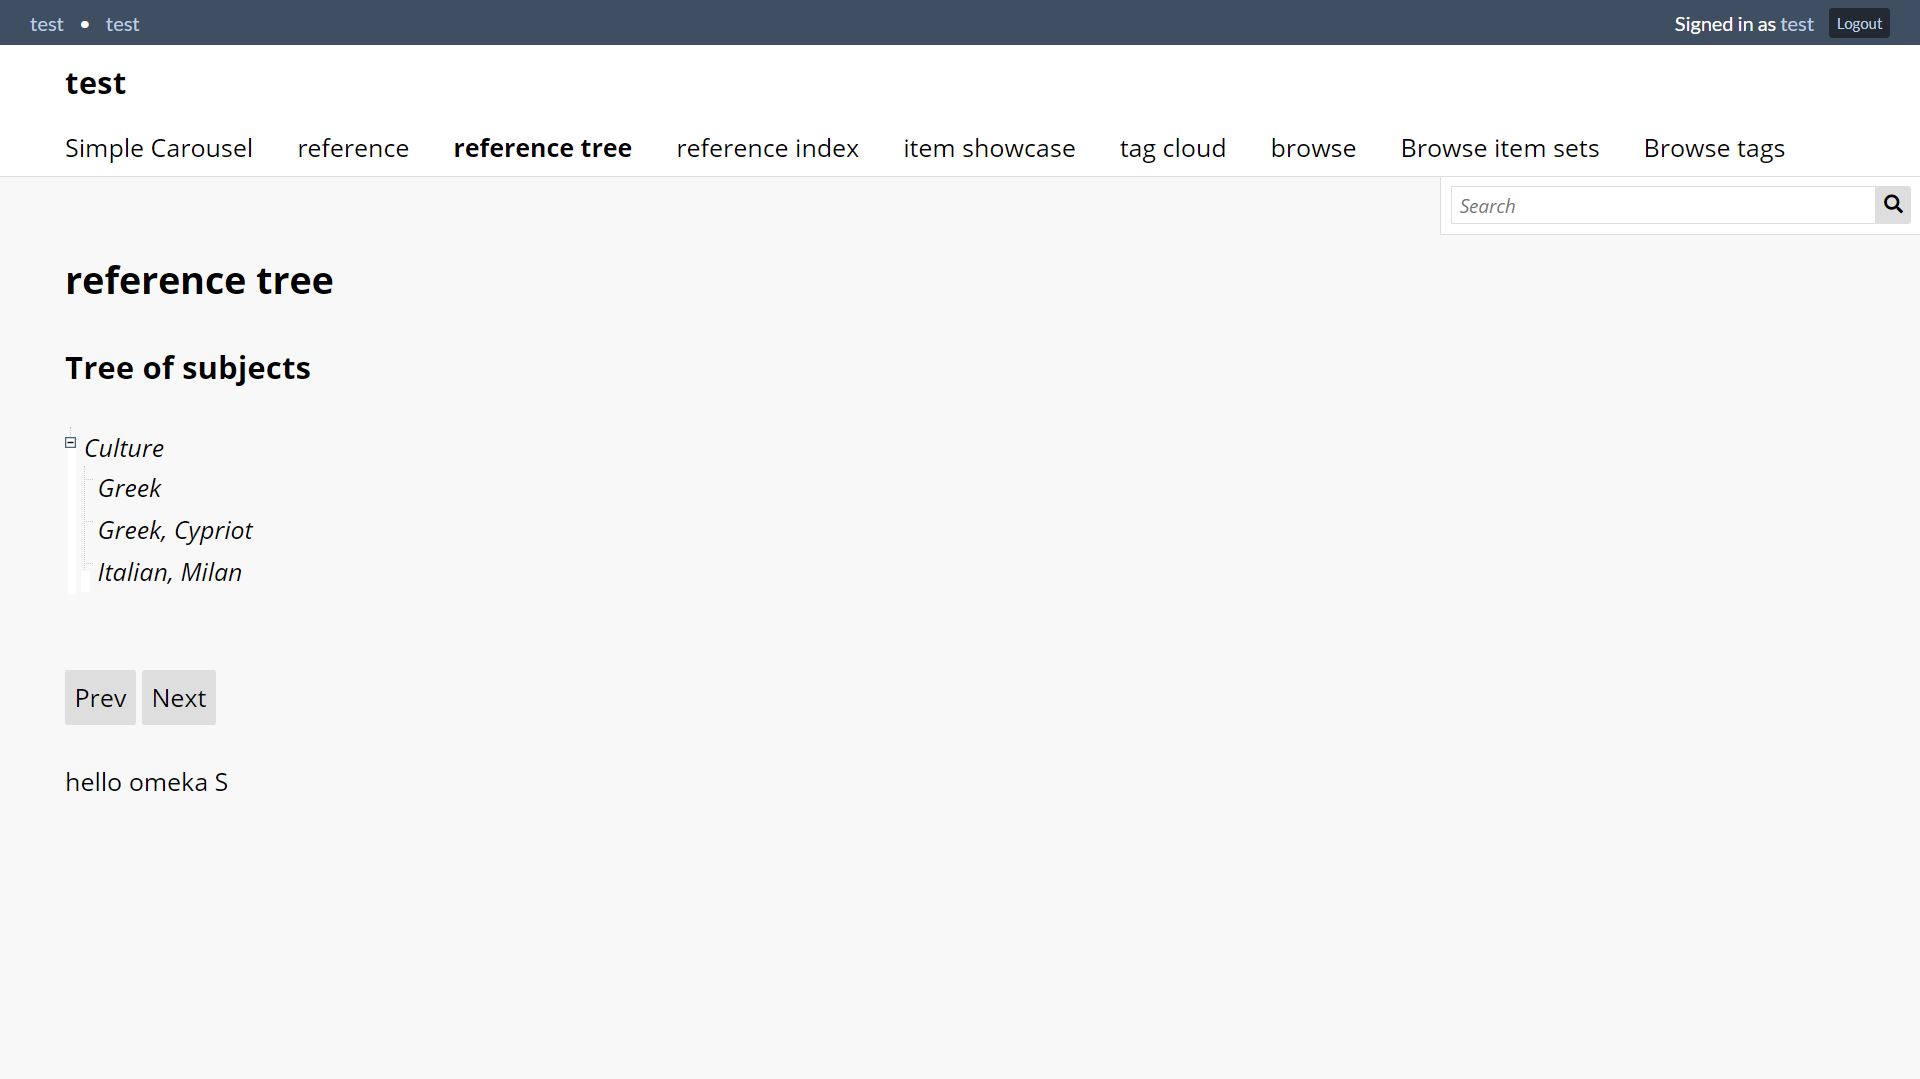 test • test Signed in as test Logout
test
Simple Carousel reference reference tree reference index item showcase tag cloud browse Browse item sets Browse tags
Search
reference tree
Tree of subjects
Culture
Greek
Greek, Cypriot
Italian, Milan
Prev Next
hello omeka S